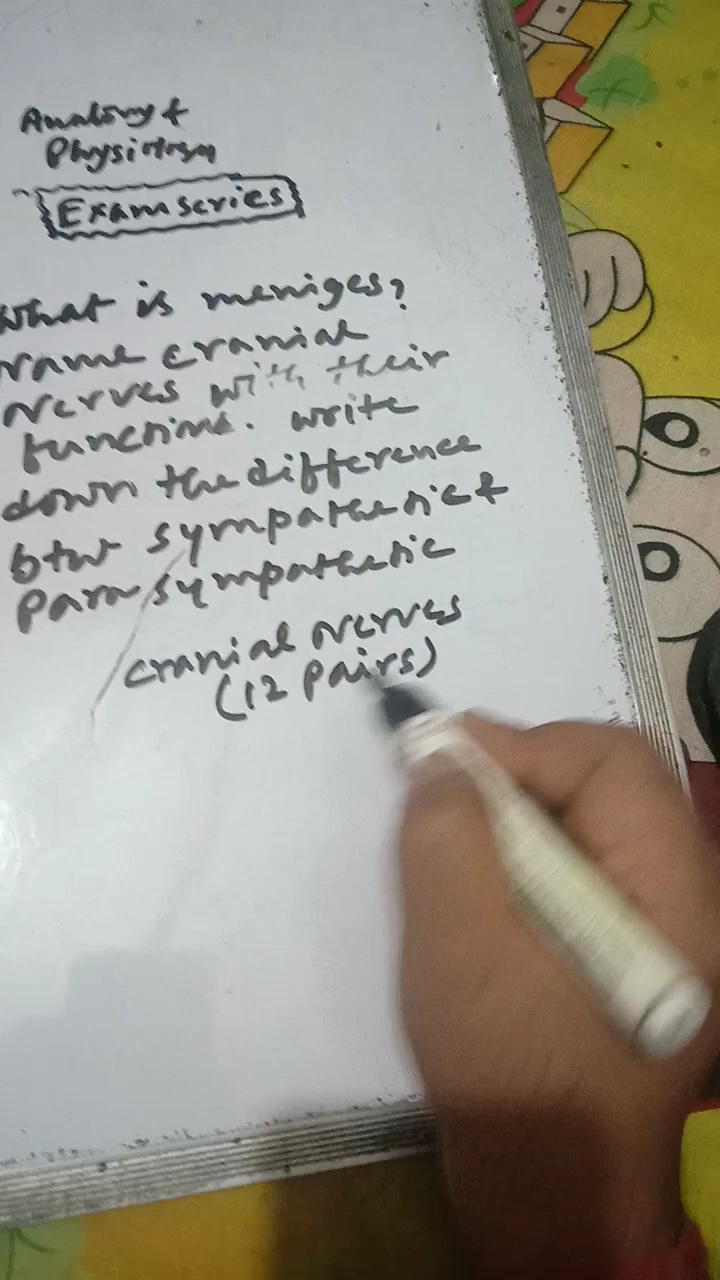 Anatomy &
Physiology
Exam series
What is meniges?
Name cranial
Nerves with their
functions. write
down the difference
btw sympathetic &
Parasympathetic
cranial Nerves
(12 pairs)